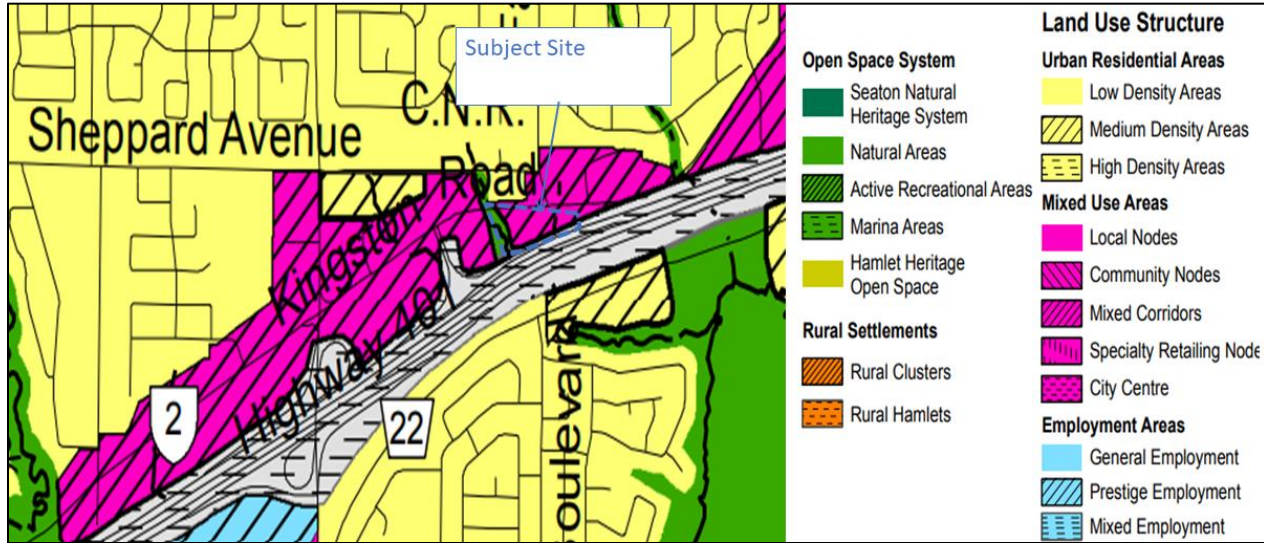 Subject Site
C.N.R.
Sheppard Avenue
Road
Kingston
Highway 401
2
22
Open Space System
Seaton Natural
Heritage System
Natural Areas
Active Recreational Areas
Marina Areas
Hamlet Heritage
Open Space
Rural Settlements
Rural Clusters
Rural Hamlets
Land Use Structure
Urban Residential Areas
Low Density Areas
Medium Density Areas
High Density Areas
Mixed Use Areas
Local Nodes
Community Nodes
Mixed Corridors
Specialty Retailing Node
City Centre
Employment Areas
General Employment
Prestige Employment
Mixed Employment